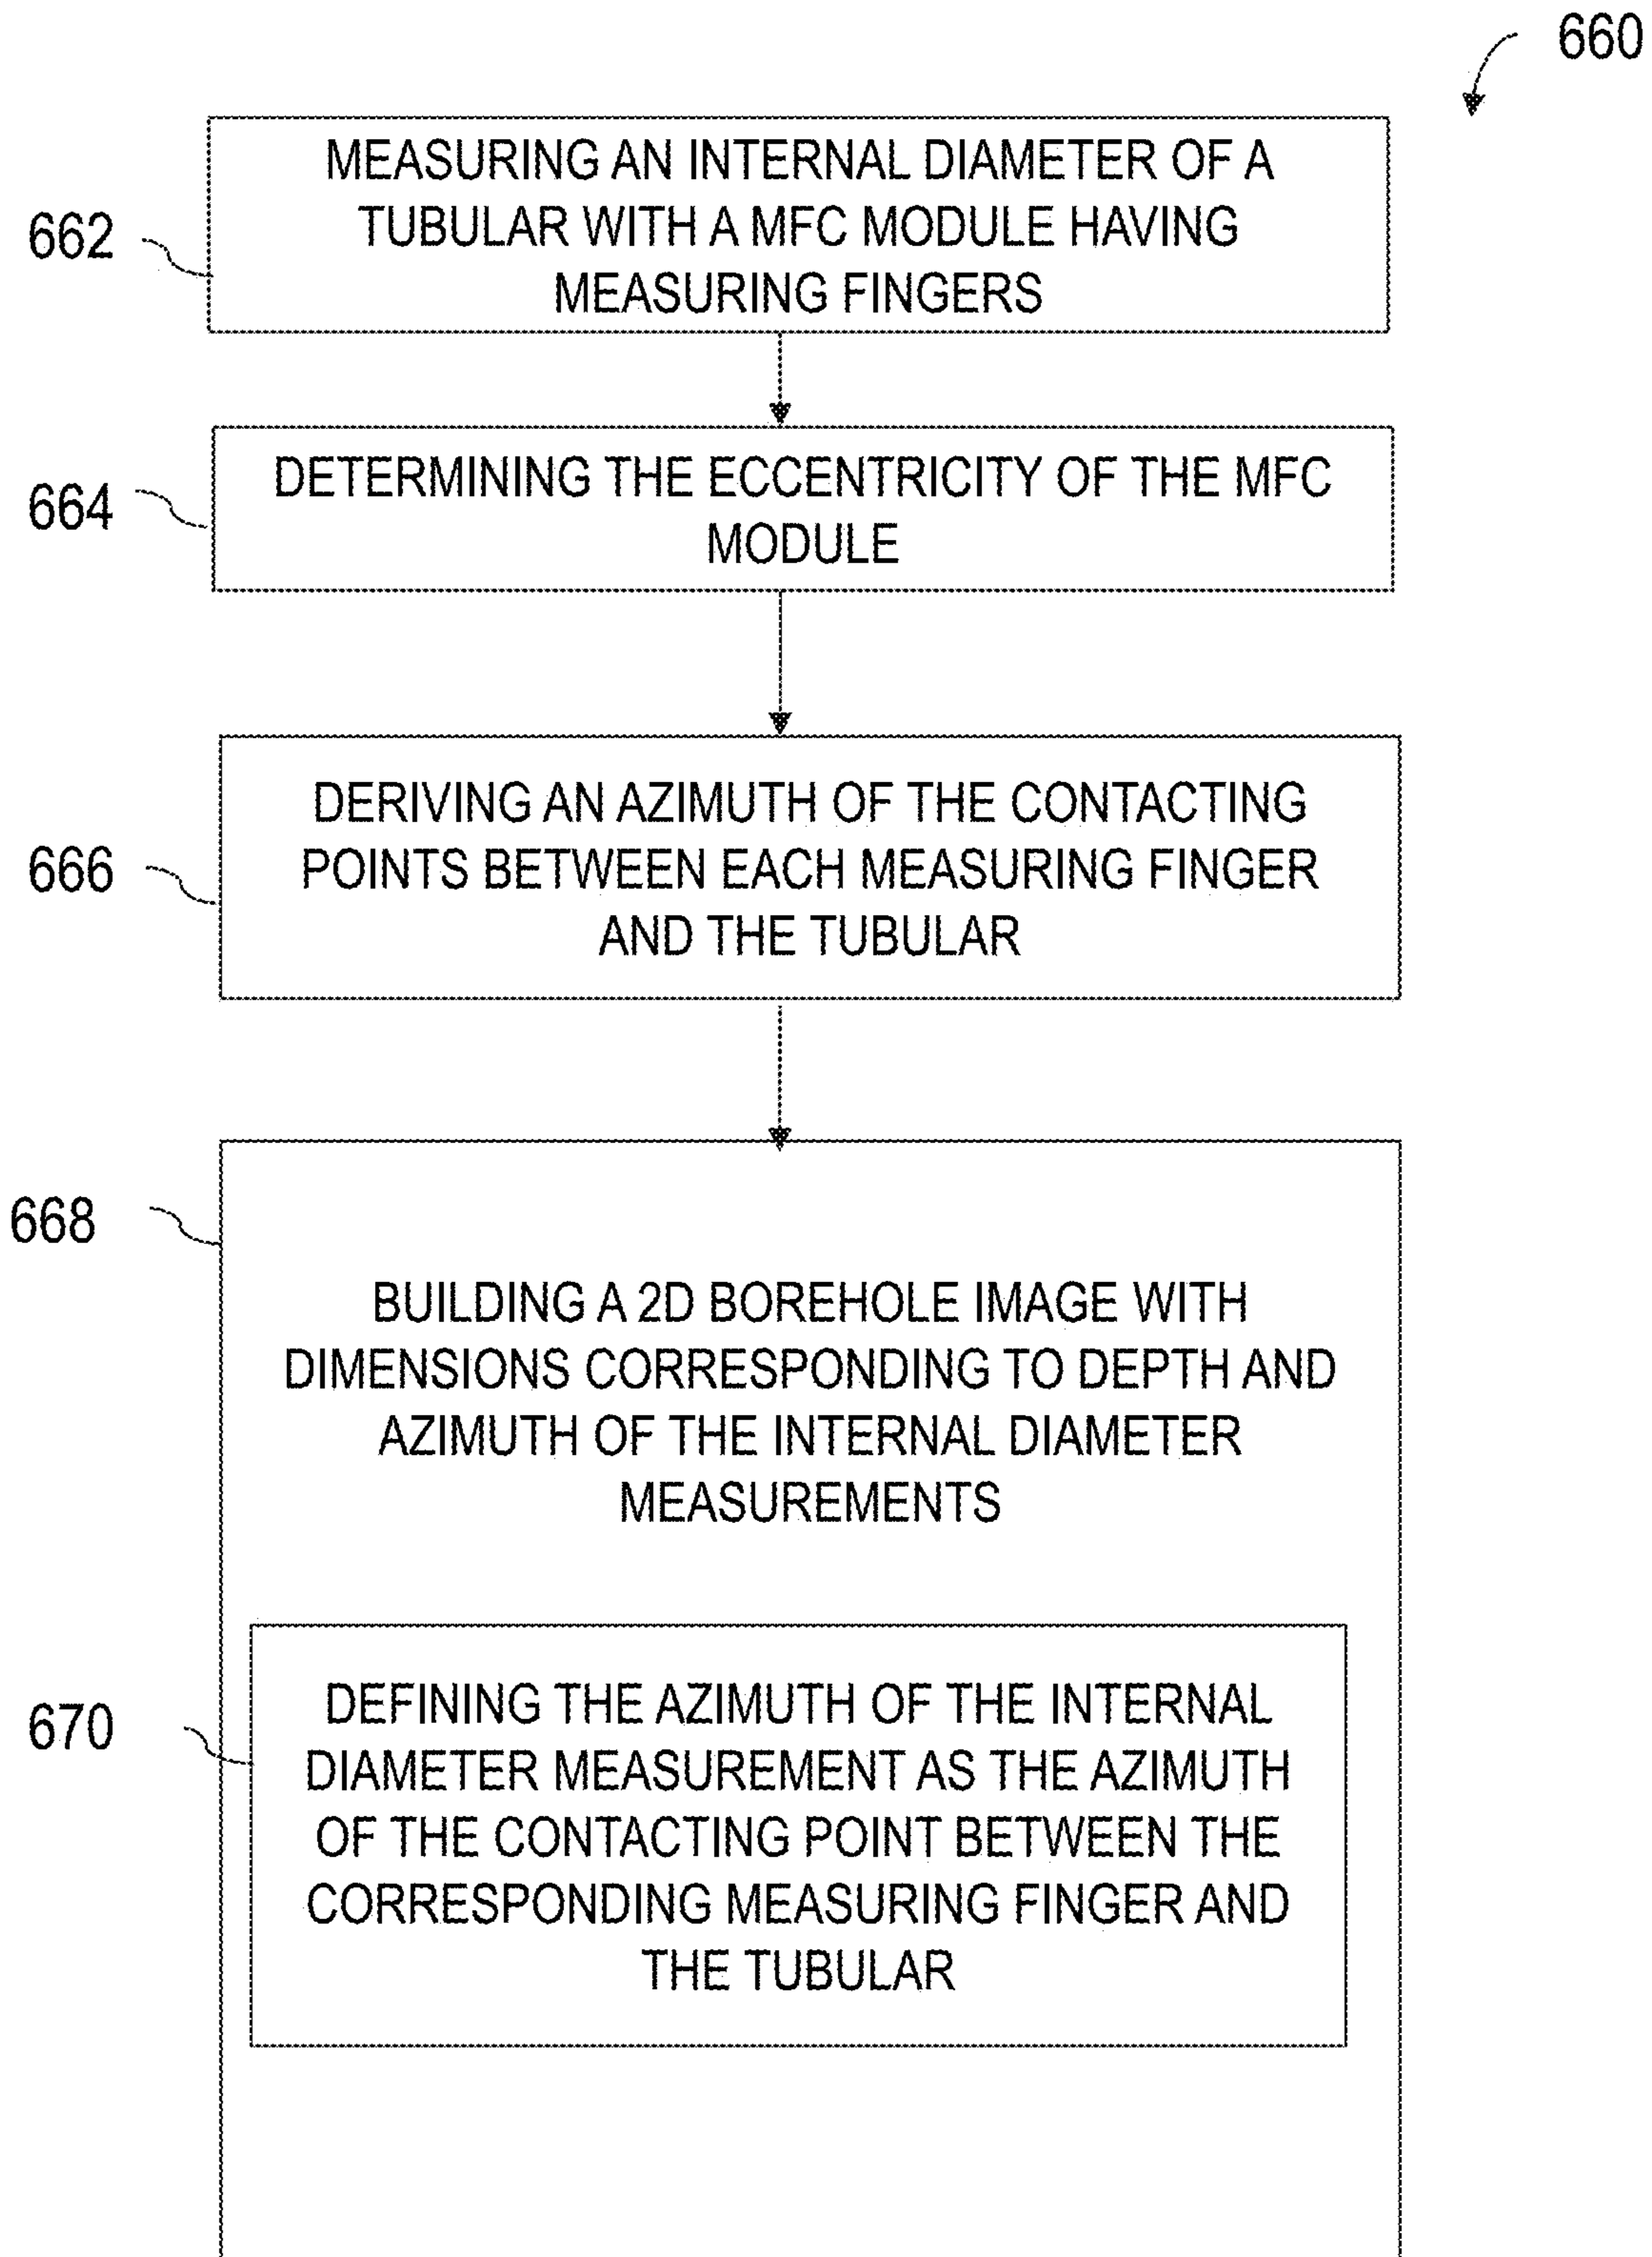 660
662
MEASURING AN INTERNAL DIAMETER OF A
TUBULAR WITH A MFC MODULE HAVING
MEASURING FINGERS
664
DETERMINING THE ECCENTRICITY OF THE MFC
MODULE
666
DERIVING AN AZIMUTH OF THE CONTACTING
POINTS BETWEEN EACH MEASURING FINGER
AND THE TUBULAR
668
BUILDING A 2D BOREHOLE IMAGE WITH
DIMENSIONS CORRESPONDING TO DEPTH AND
AZIMUTH OF THE INTERNAL DIAMETER
MEASUREMENTS
670
DEFINING THE AZIMUTH OF THE INTERNAL
DIAMETER MEASUREMENT AS THE AZIMUTH
OF THE CONTACTING POINT BETWEEN THE
CORRESPONDING MEASURING FINGER AND
THE TUBULAR